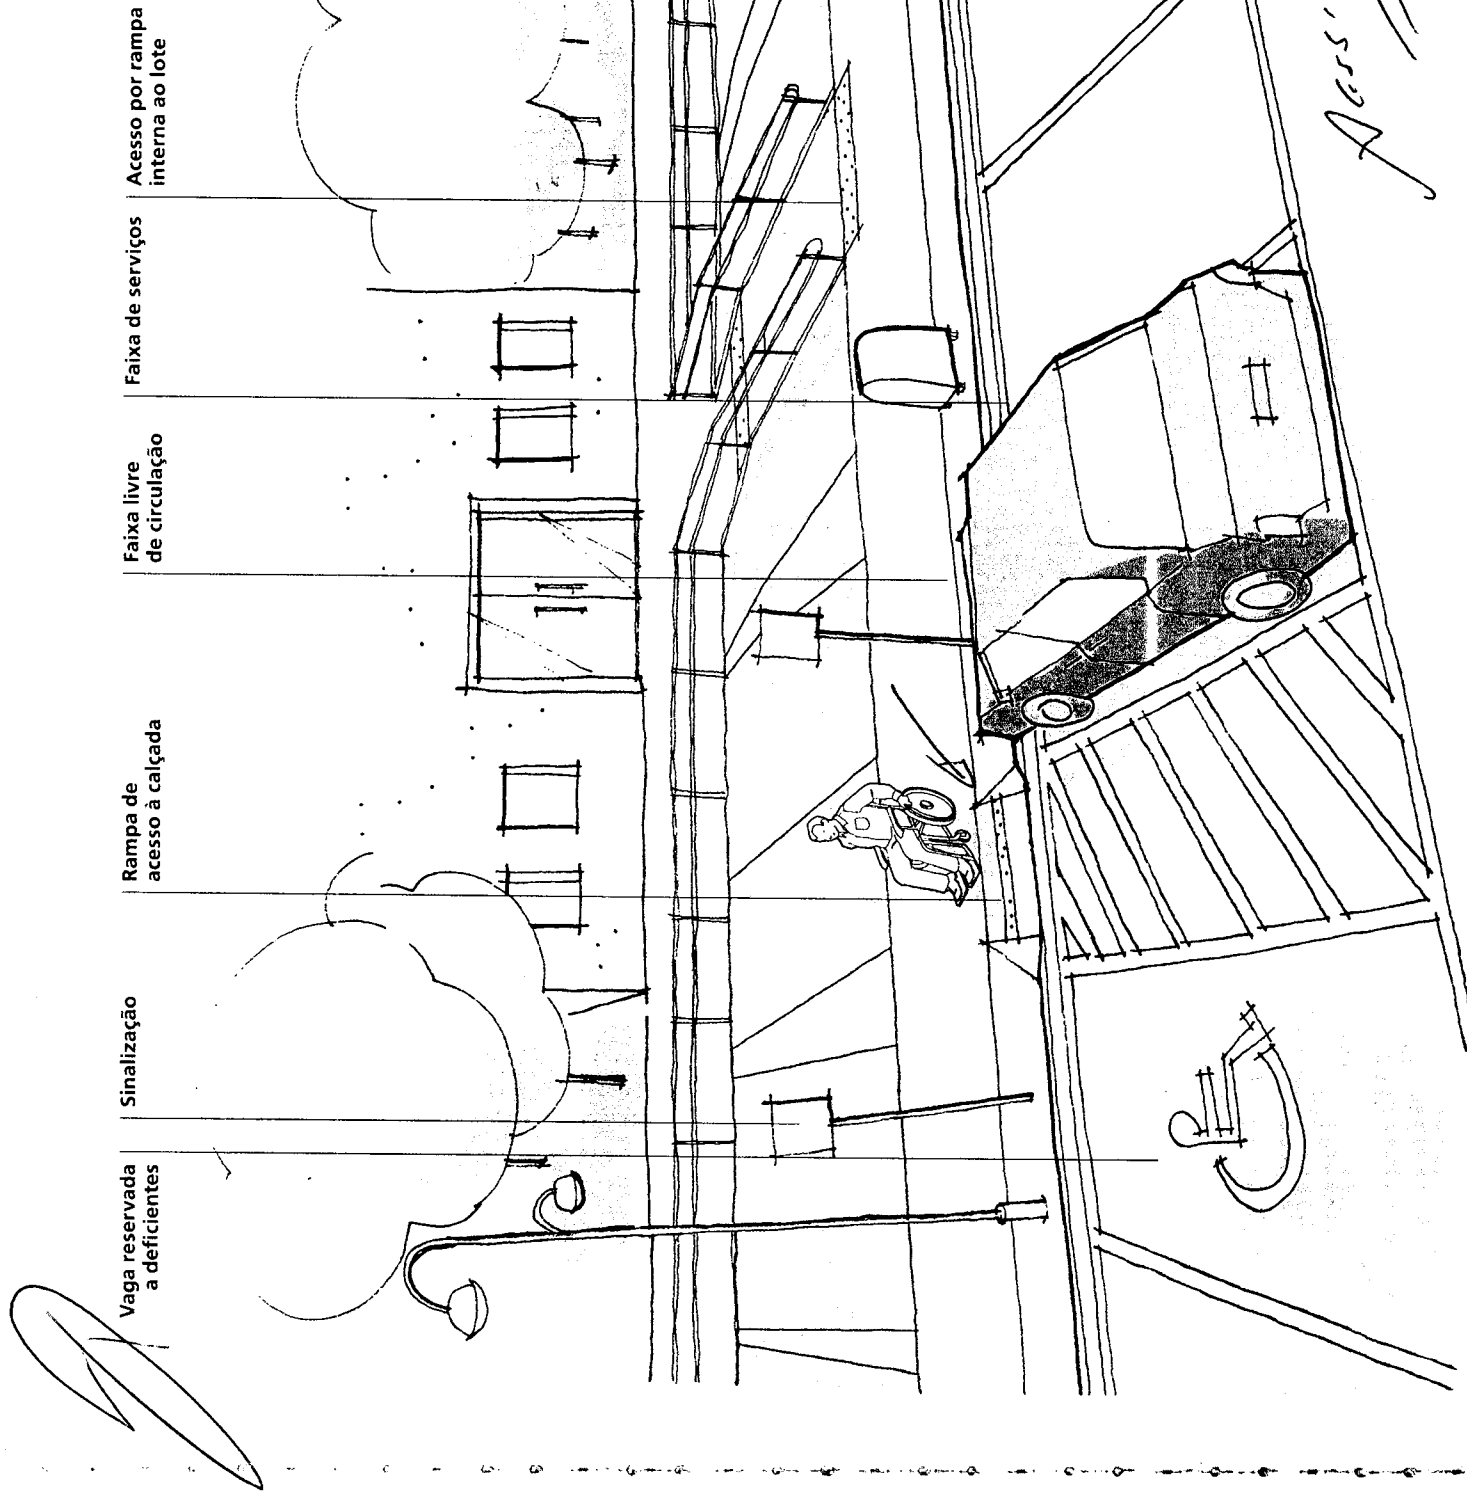 Vaga reservada
a deficientes
Sinalização
Rampa de
acesso à calçada
Faixa livre
de circulação
Faixa de serviços
Acesso por rampa
interna ao lote